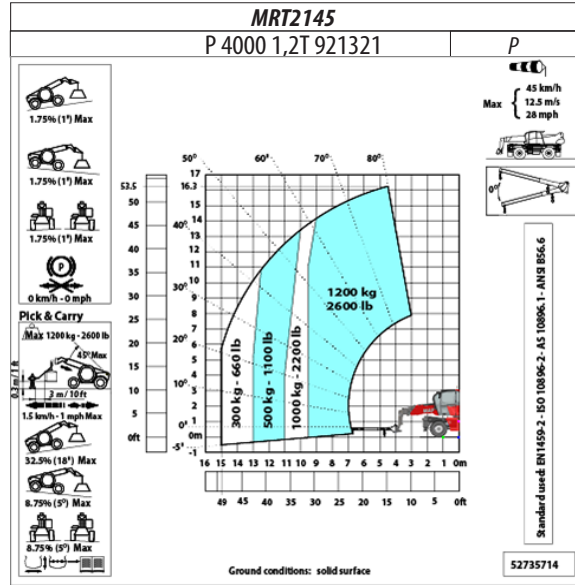 MRT2145
P 4000 1,2T 921321
P
1.75% (1°) Max
1.75% (1°) Max
1.75% (1°) Max
P
0 km/h - 0 mph
Pick & Carry
Max 1200 kg - 2600 lb
45° Max
0.3 m / 1 ft
3 m / 10 ft
1.5 km/h - 1 mph Max
32.5% (18°) Max
8.75% (5°) Max
8.75% (5°) Max
Max
45 km/h
12.5 m/s
28 mph
0°
50° 60° 70° 80°
40°
30°
20°
10°
0°
-5°
53.5
50
45
40
35
30
25
20
15
10
5
0ft
17
16.3
15
14
13
12
11
10
9
8
7
6
5
4
3
2
1
0m
-1
300 kg - 660 lb
500 kg - 1100 lb
1000 kg - 2200 lb
1200 kg
2600 lb
16 15 14 13 12 11 10 9 8 7 6 5 4 3 2 1 0m
49 45 40 35 30 25 20 15 10 5 0ft
Ground conditions: solid surface
Standard used: EN1459-2 - ISO 10896-2 - AS 10896.1 - ANSI B56.6
52735714